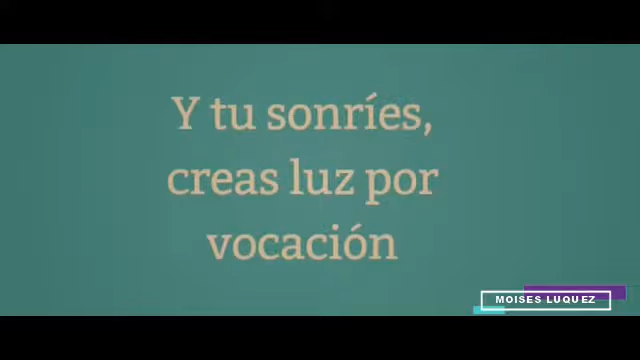 Y tu sonríes,
creas luz por
vocación
MOISES LUQUEZ